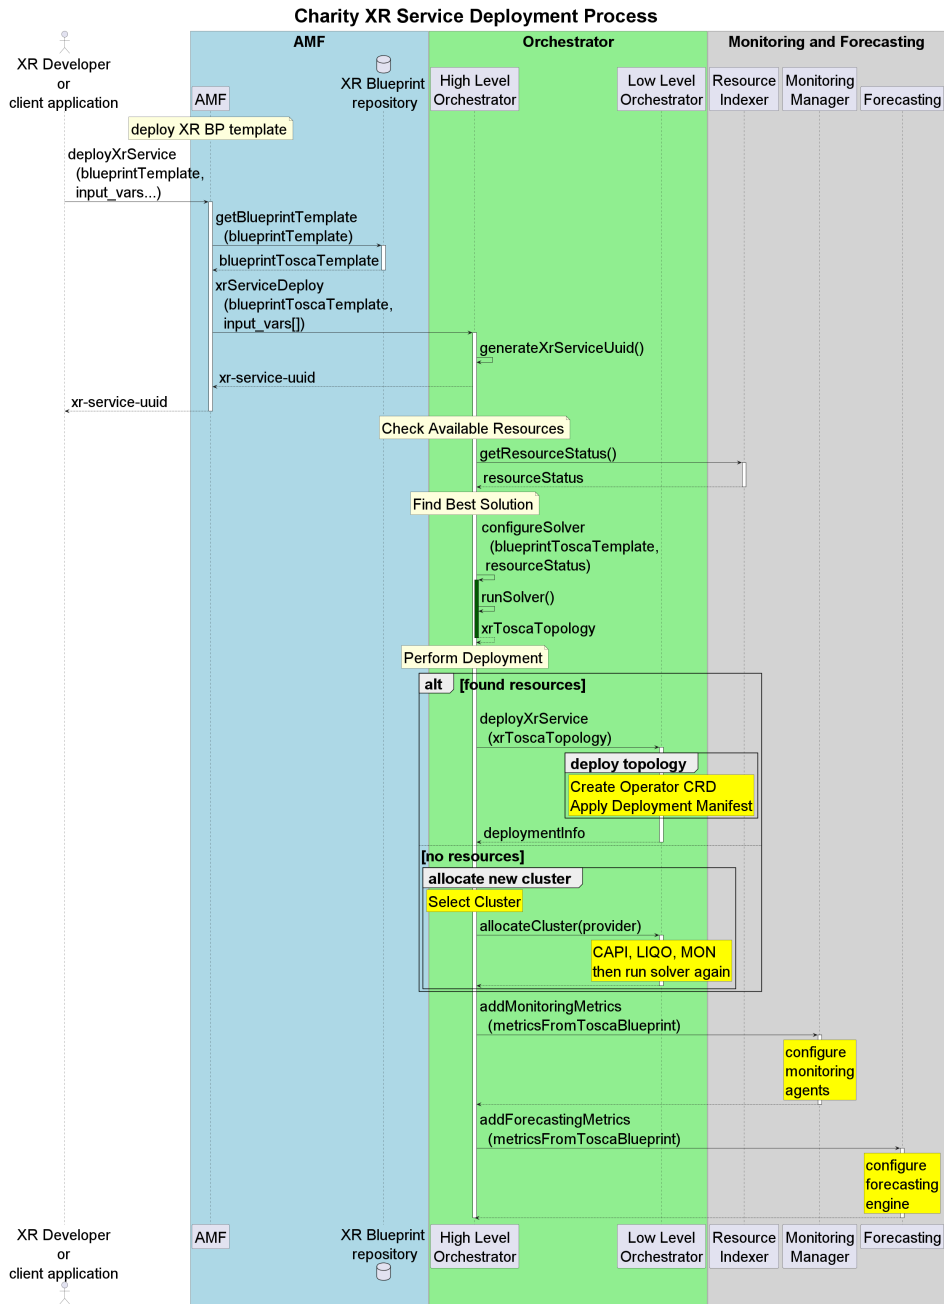 Charity XR Service Deployment Process
AMF
Orchestrator
Monitoring and Forecasting
XR Developer
or
client application
AMF
XR Blueprint
repository
High Level
Orchestrator
Low Level
Orchestrator
Resource
Indexer
Monitoring
Manager
Forecasting
deploy XR BP template
deployXrService
(blueprintTemplate,
input_vars...)
getBlueprintTemplate
(blueprintTemplate)
blueprintToscaTemplate
xrServiceDeploy
(blueprintToscaTemplate,
input_vars[])
generateXrServiceUuid()
xr-service-uuid
xr-service-uuid
Check Available Resources
getResourceStatus()
resourceStatus
Find Best Solution
configureSolver
(blueprintToscaTemplate,
resourceStatus)
runSolver()
xrToscaTopology
Perform Deployment
alt [found resources]
deployXrService
(xrToscaTopology)
deploy topology
Create Operator CRD
Apply Deployment Manifest
deploymentInfo
[no resources]
allocate new cluster
Select Cluster
allocateCluster(provider)
CAPI, LIQO, MON
then run solver again
addMonitoringMetrics
(metricsFromToscaBlueprint)
configure
monitoring
agents
addForecastingMetrics
(metricsFromToscaBlueprint)
configure
forecasting
engine
XR Developer
or
client application
AMF
XR Blueprint
repository
High Level
Orchestrator
Low Level
Orchestrator
Resource
Indexer
Monitoring
Manager
Forecasting